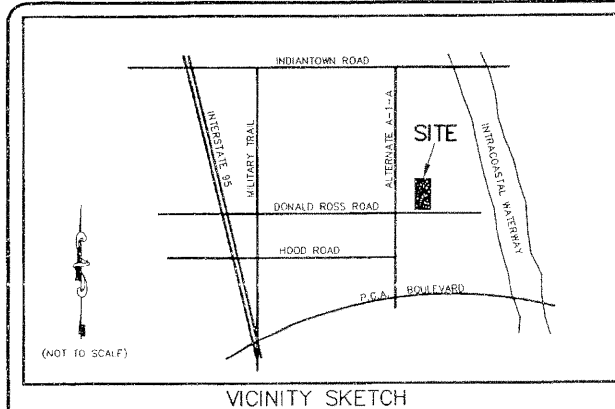 INDIANTOWN ROAD
INTERSTATE 95
MILITARY TRAIL
ALTERNATE A-1-A
SITE
INTRACOASTAL WATERWAY
DONALD ROSS ROAD
HOOD ROAD
P.G.A. BOULEVARD
(NOT TO SCALE)
VICINITY SKETCH